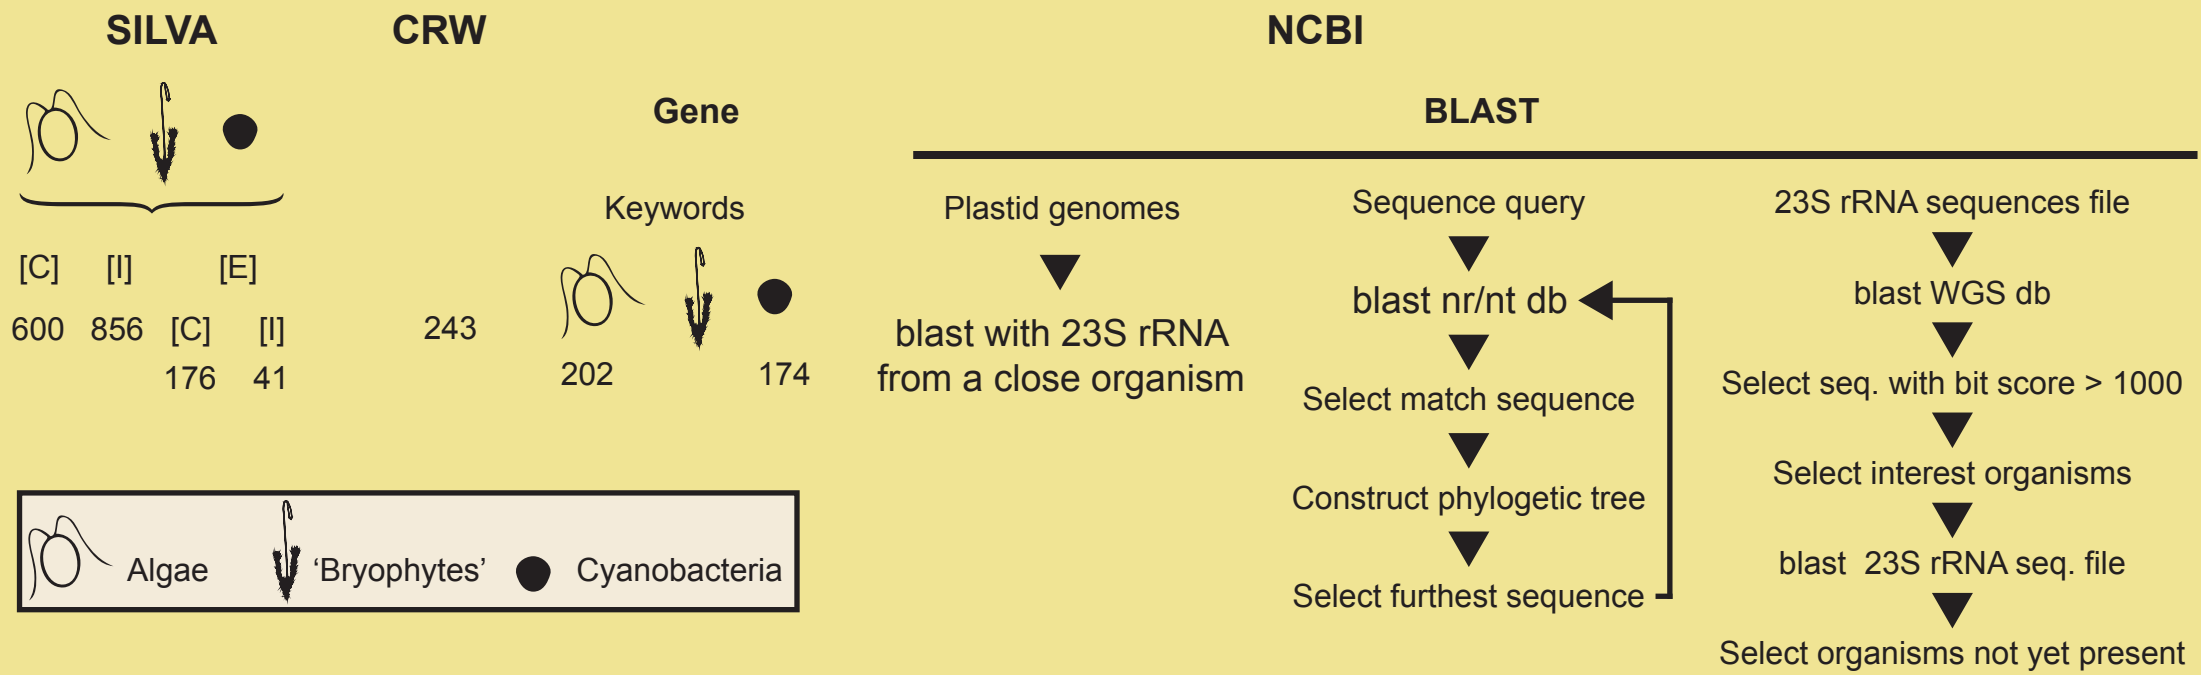 SILVA
CRW
NCBI
Gene
BLAST
[C] [I] [E]
600 856 [C] [I]
176 41
243
Keywords
202 174
Plastid genomes
blast with 23S rRNA
from a close organism
Sequence query
blast nr/nt db
Select match sequence
Construct phylogetic tree
Select furthest sequence
23S rRNA sequences file
blast WGS db
Select seq. with bit score > 1000
Select interest organisms
blast 23S rRNA seq. file
Select organisms not yet present
Algae ‘Bryophytes’ Cyanobacteria